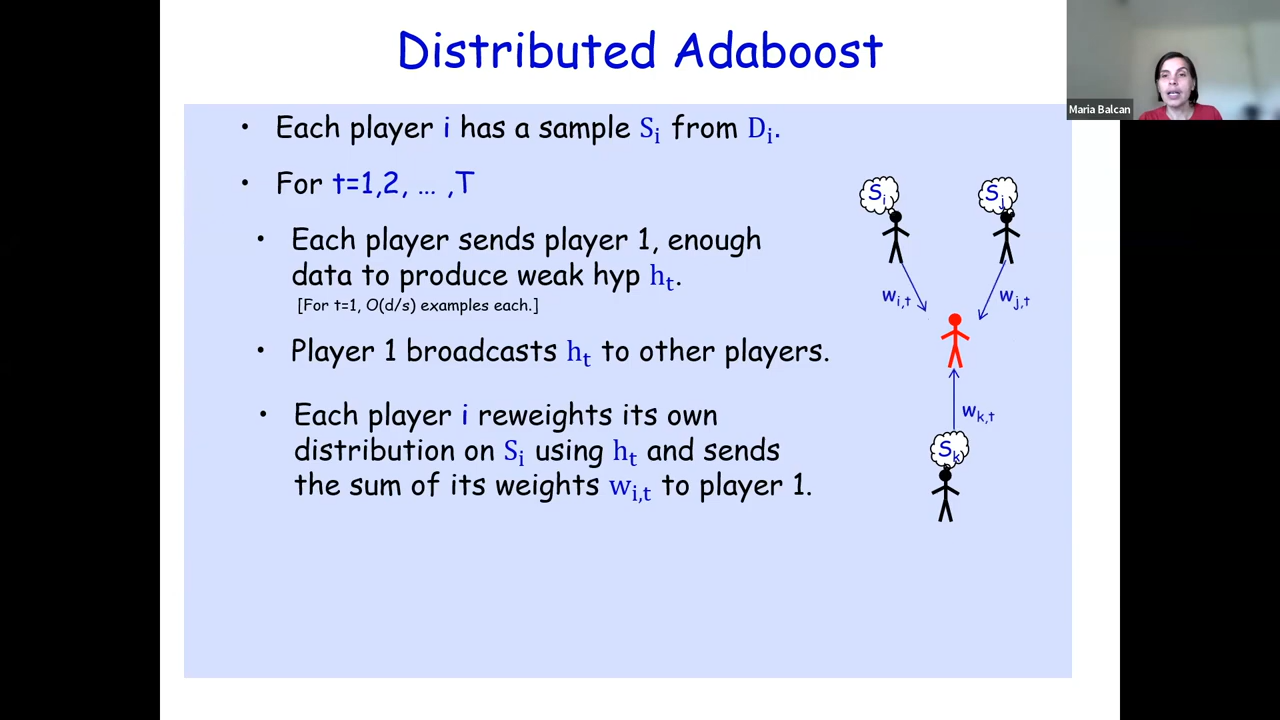 Distributed Adaboost
Maria Balcan
• Each player i has a sample Sᵢ from Dᵢ.
• For t=1,2, … ,T
• Each player sends player 1, enough
data to produce weak hyp hₜ.
[For t=1, O(d/s) examples each.]
• Player 1 broadcasts hₜ to other players.
• Each player i reweights its own
distribution on Sᵢ using hₜ and sends
the sum of its weights wᵢ,ₜ to player 1.
Sᵢ
Sⱼ
wᵢ,ₜ
wⱼ,ₜ
wₖ,ₜ
Sₖ